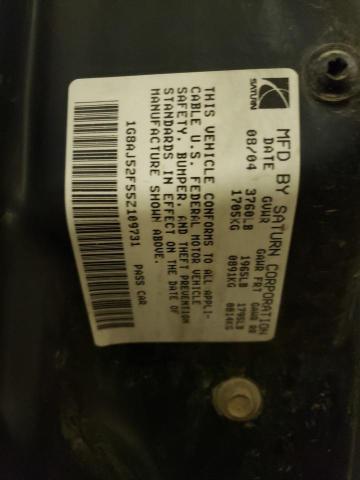 SATURN
MFD BY SATURN CORPORATION
DATE GVWR GAWR FRT GAWR RR
08/04 3760LB 1965LB 1795LB
1705KG 0891KG 0814KG
THIS VEHICLE CONFORMS TO ALL APPLI-
CABLE U.S. FEDERAL MOTOR VEHICLE
SAFETY, BUMPER, AND THEFT PREVENTION
STANDARDS IN EFFECT ON THE DATE OF
MANUFACTURE SHOWN ABOVE.
1G8AJ52F55Z109731 PASS CAR